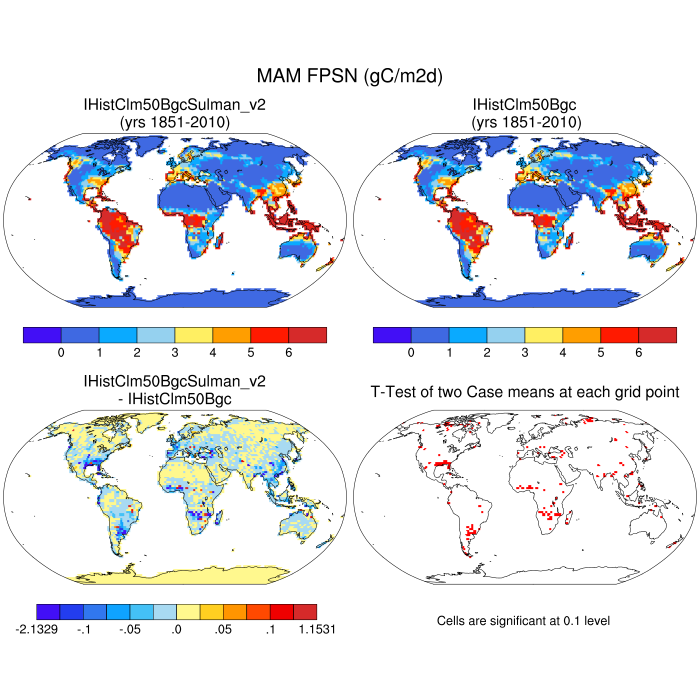 MAM FPSN (gC/m2d)
IHistClm50BgcSulman_v2
(yrs 1851-2010)
IHistClm50Bgc
(yrs 1851-2010)
0 1 2 3 4 5 6
0 1 2 3 4 5 6
IHistClm50BgcSulman_v2
- IHistClm50Bgc
T-Test of two Case means at each grid point
-2.1329 -.1 -.05 .0 .05 .1 1.1531
Cells are significant at 0.1 level